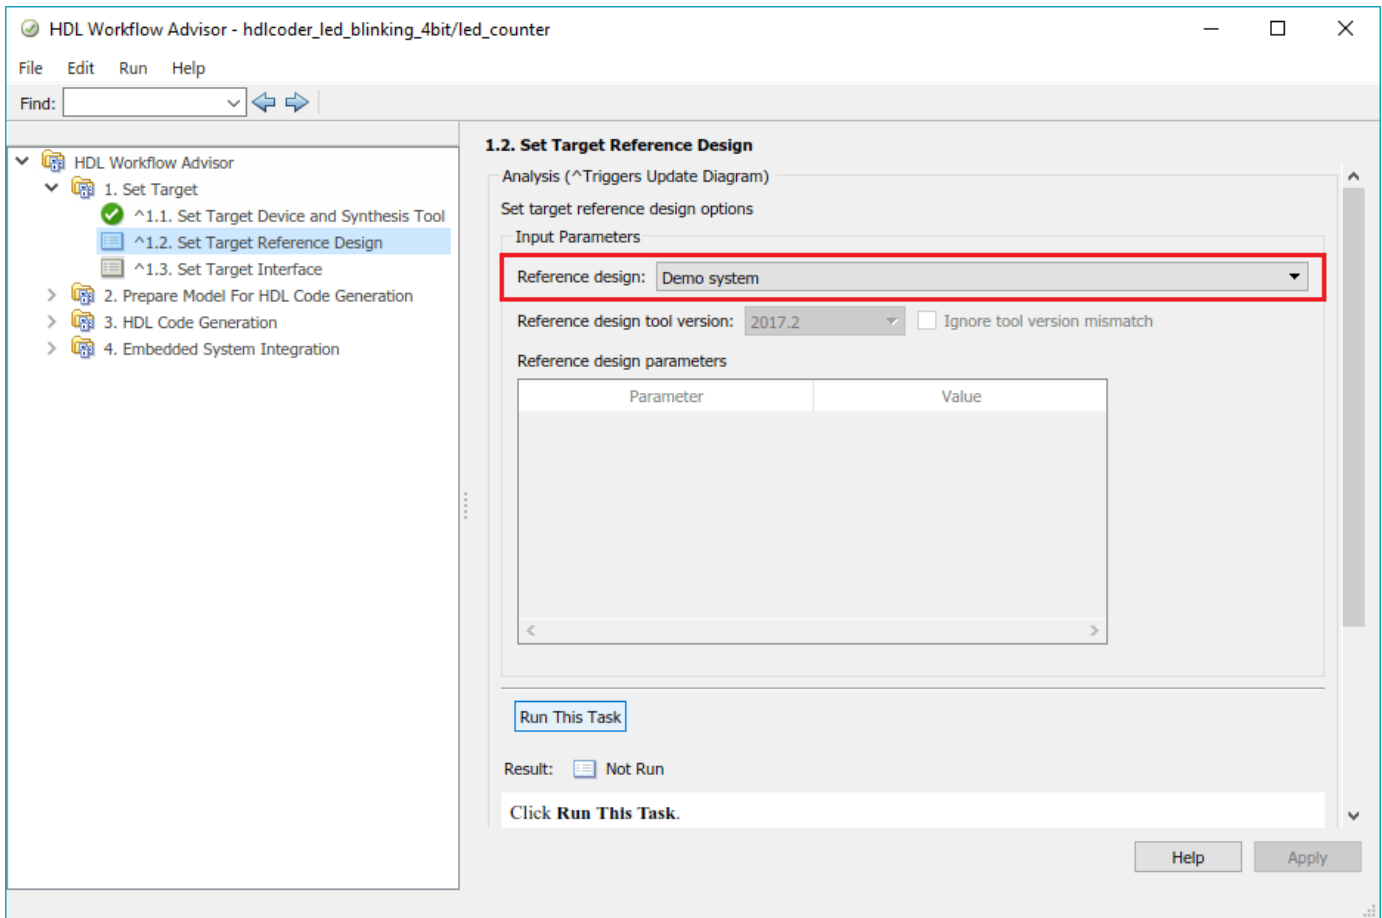 HDL Workflow Advisor - hdlcoder_led_blinking_4bit/led_counter
File Edit Run Help
Find:
HDL Workflow Advisor
1. Set Target
^1.1. Set Target Device and Synthesis Tool
^1.2. Set Target Reference Design
^1.3. Set Target Interface
2. Prepare Model For HDL Code Generation
3. HDL Code Generation
4. Embedded System Integration
1.2. Set Target Reference Design
Analysis (^Triggers Update Diagram)
Set target reference design options
Input Parameters
Reference design: Demo system
Reference design tool version: 2017.2 Ignore tool version mismatch
Reference design parameters
Parameter Value
Run This Task
Result: Not Run
Click Run This Task.
Help Apply